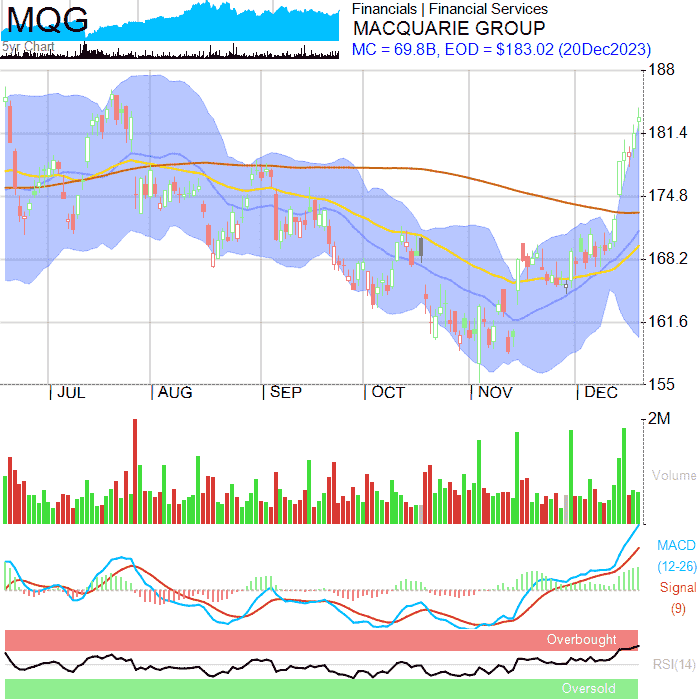 MQG
5yr Chart
Financials | Financial Services
MACQUARIE GROUP
MC = 69.8B, EOD = $183.02 (20Dec2023)
188
181.4
174.8
168.2
161.6
155
JUL AUG SEP OCT NOV DEC
2M
Volume
MACD
(12-26)
Signal
(9)
Overbought
RSI(14)
Oversold